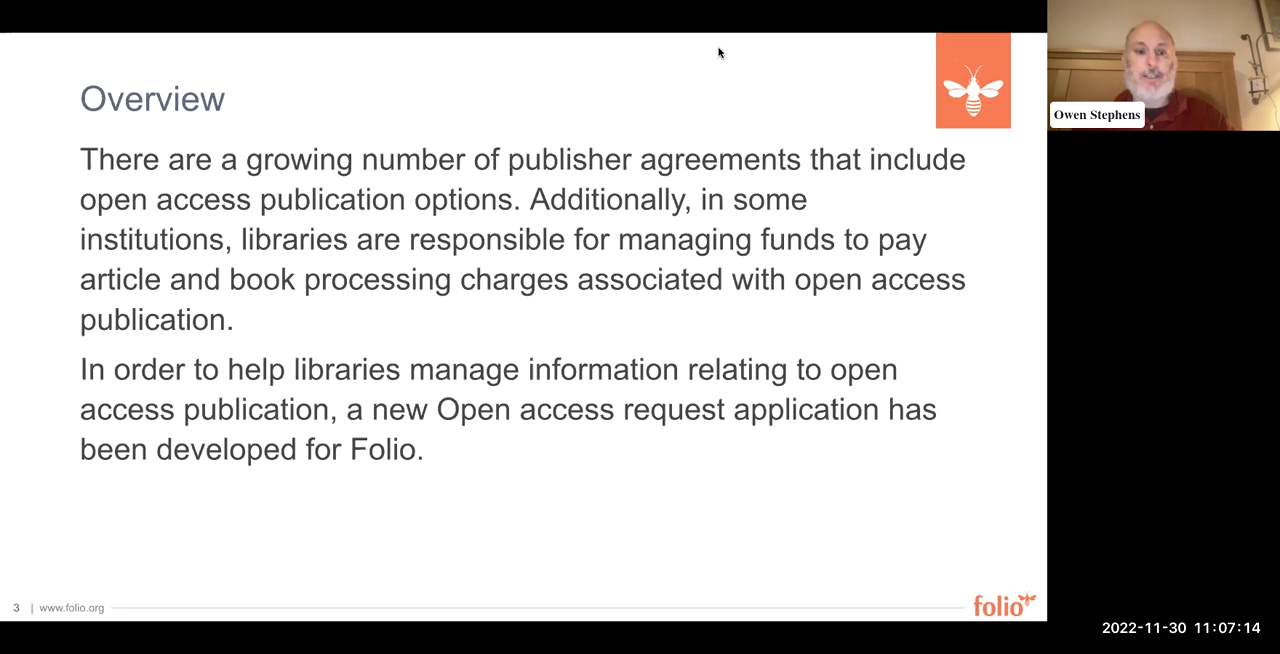 Overview
There are a growing number of publisher agreements that include
open access publication options. Additionally, in some
institutions, libraries are responsible for managing funds to pay
article and book processing charges associated with open access
publication.
In order to help libraries manage information relating to open
access publication, a new Open access request application has
been developed for Folio.
3 | www.folio.org
folio
Owen Stephens
2022-11-30 11:07:14